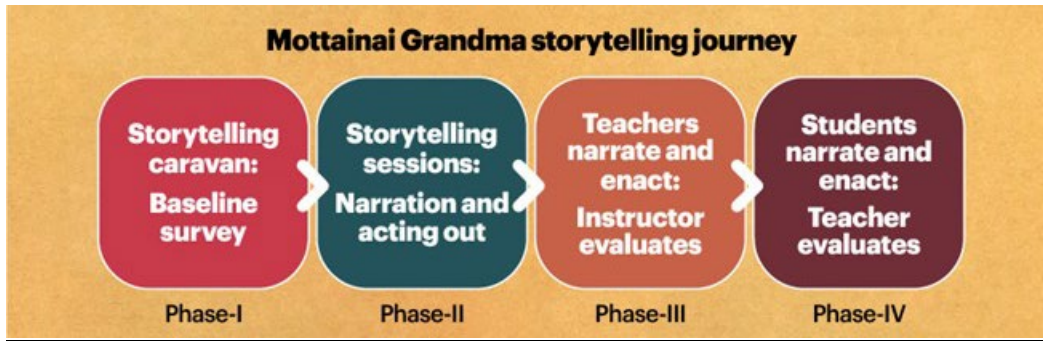 Mottainai Grandma storytelling journey
Storytelling
caravan:
Baseline
survey
Phase-I
Storytelling
sessions:
Narration and
acting out
Phase-II
Teachers
narrate and
enact:
Instructor
evaluates
Phase-III
Students
narrate and
enact:
Teacher
evaluates
Phase-IV